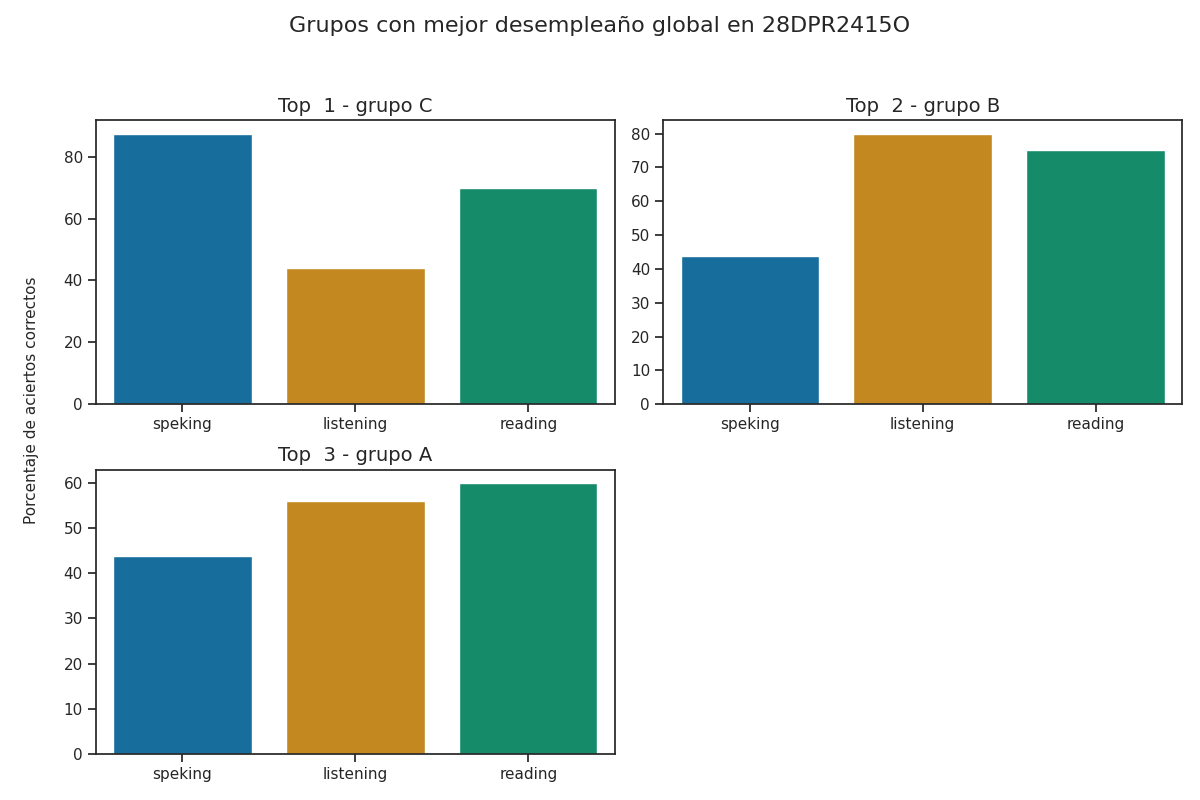 Grupos con mejor desempleaño global en 28DPR2415O
Porcentaje de aciertos correctos
Top 1 - grupo C
80
60
40
20
0
speking listening reading
Top 2 - grupo B
80
70
60
50
40
30
20
10
0
speking listening reading
Top 3 - grupo A
60
50
40
30
20
10
0
speking listening reading